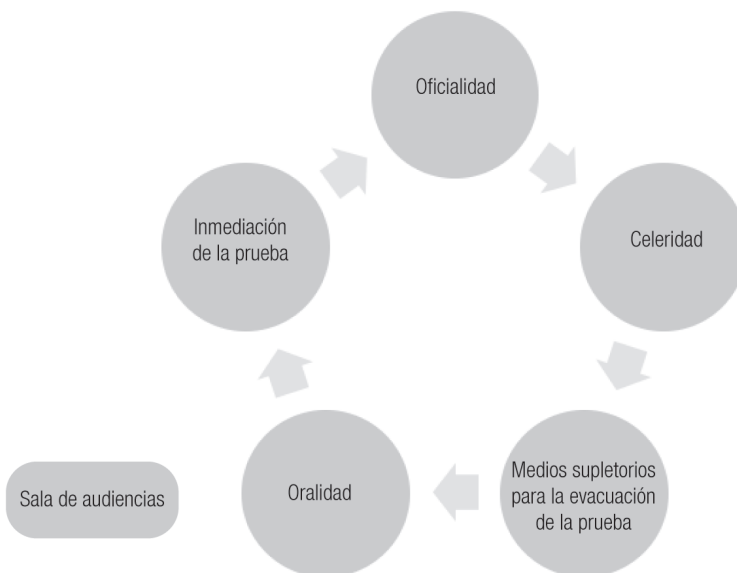 Oficialidad
Celeridad
Medios supletorios
para la evacuación
de la prueba
Oralidad
Inmediación
de la prueba
Sala de audiencias